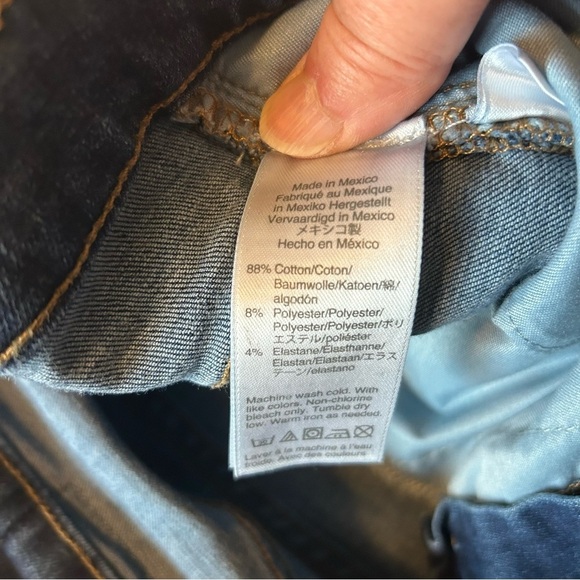 Made in Mexico
Fabriqué au Mexique
in Mexiko Hergestellt
Vervaardigd in Mexico
メキシコ製
Hecho en México
88% Cotton/Coton/
Baumwolle/Katoen/綿/
algodón
8% Polyester/Polyester/
Polyester/Polyester/ポリ
エステル/poliéster
4% Elastane/Élasthanne/
Elastan/Elastaan/エラス
テーン/elastano
Machine wash cold. With
like colors. Non-chlorine
bleach only. Tumble dry
low. Warm iron as needed.
Laver à la machine à l'eau
froide. Avec des couleurs